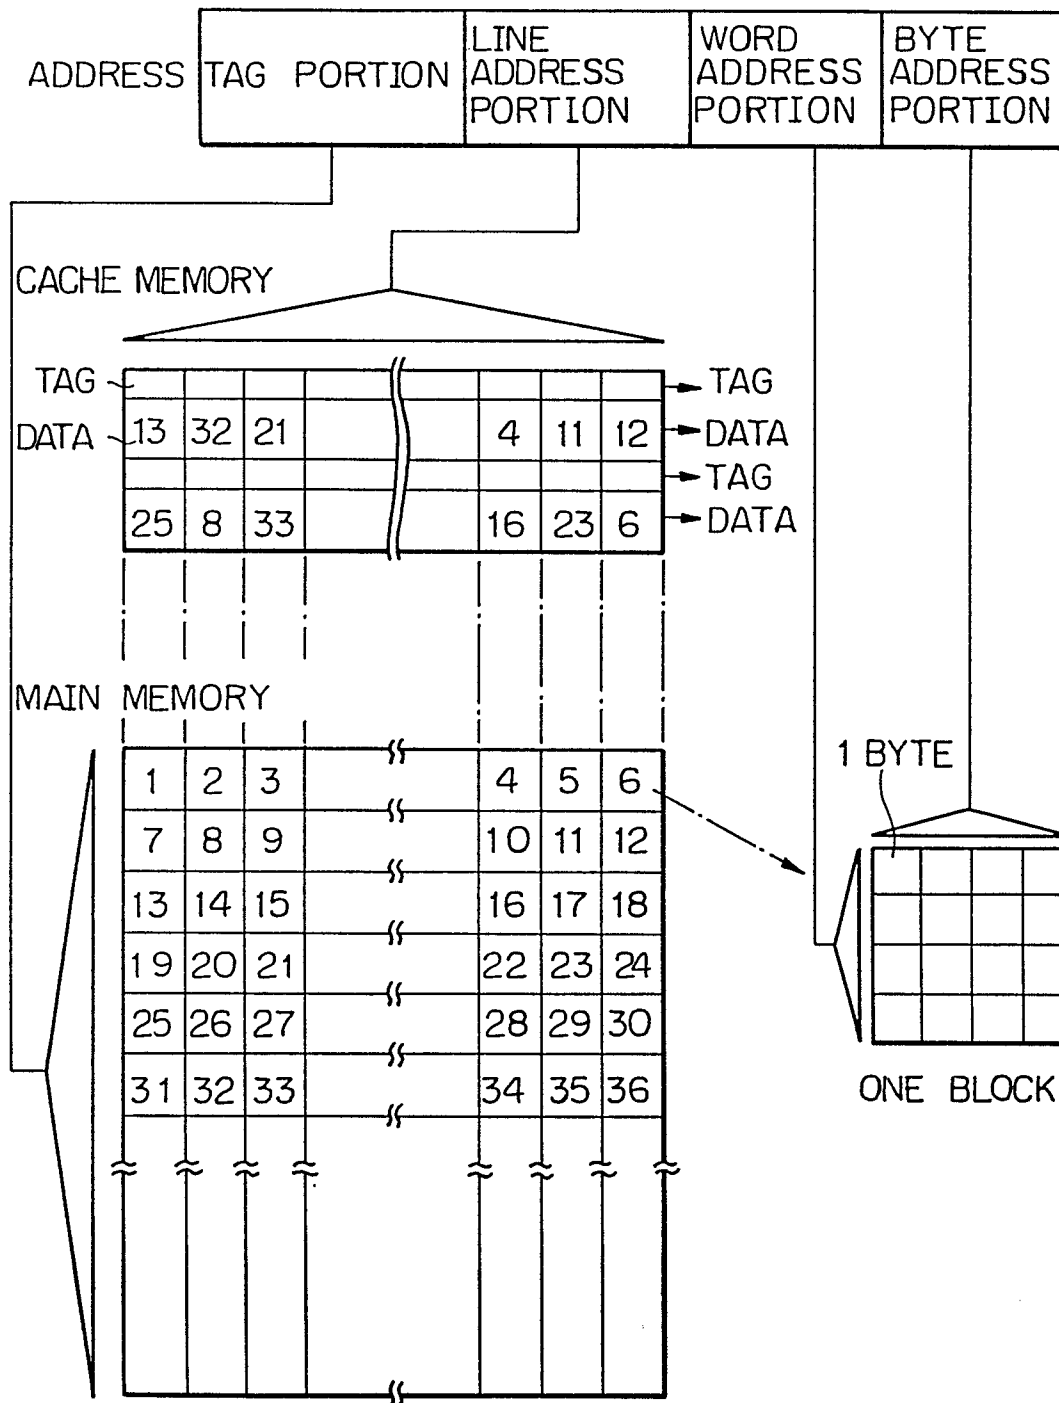 ADDRESS
TAG PORTION
LINE
ADDRESS
PORTION
WORD
ADDRESS
PORTION
BYTE
ADDRESS
PORTION
CACHE MEMORY
TAG
TAG
DATA
13 32 21 4 11 12
DATA
TAG
25 8 33 16 23 6
DATA
MAIN MEMORY
1 2 3 4 5 6
7 8 9 10 11 12
13 14 15 16 17 18
19 20 21 22 23 24
25 26 27 28 29 30
31 32 33 34 35 36
1 BYTE
ONE BLOCK